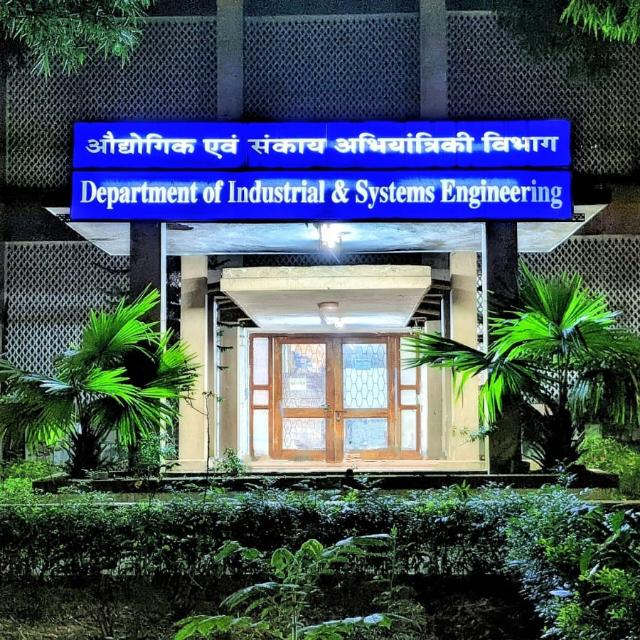 औद्योगिक एवं संकाय अभियांत्रिकी विभाग
Department of Industrial & Systems Engineering